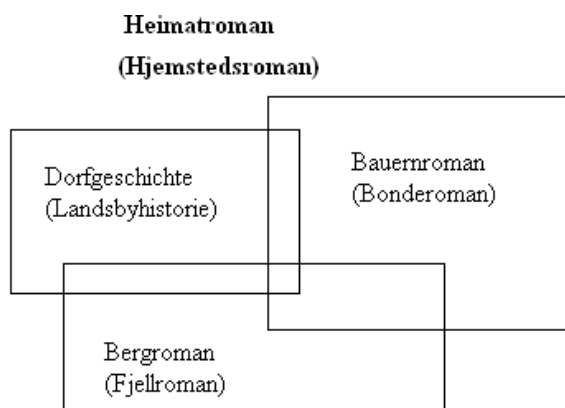 Heimatroman
(Hjemstedsroman)
Dorfgeschichte
(Landsbyhistorie)
Bauernroman
(Bonderoman)
Bergroman
(Fjellroman)